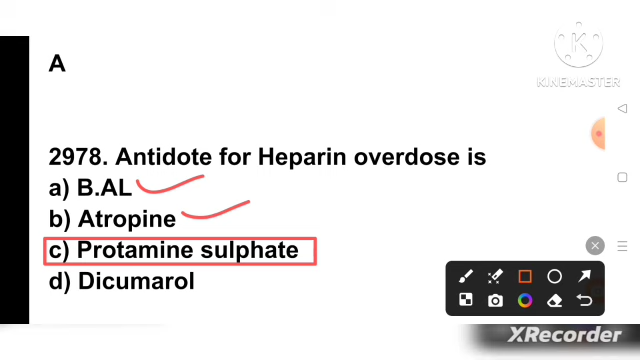 A
KINEMASTER
2978. Antidote for Heparin overdose is
a) B.AL
b) Atropine
c) Protamine sulphate
d) Dicumarol
XRecorder